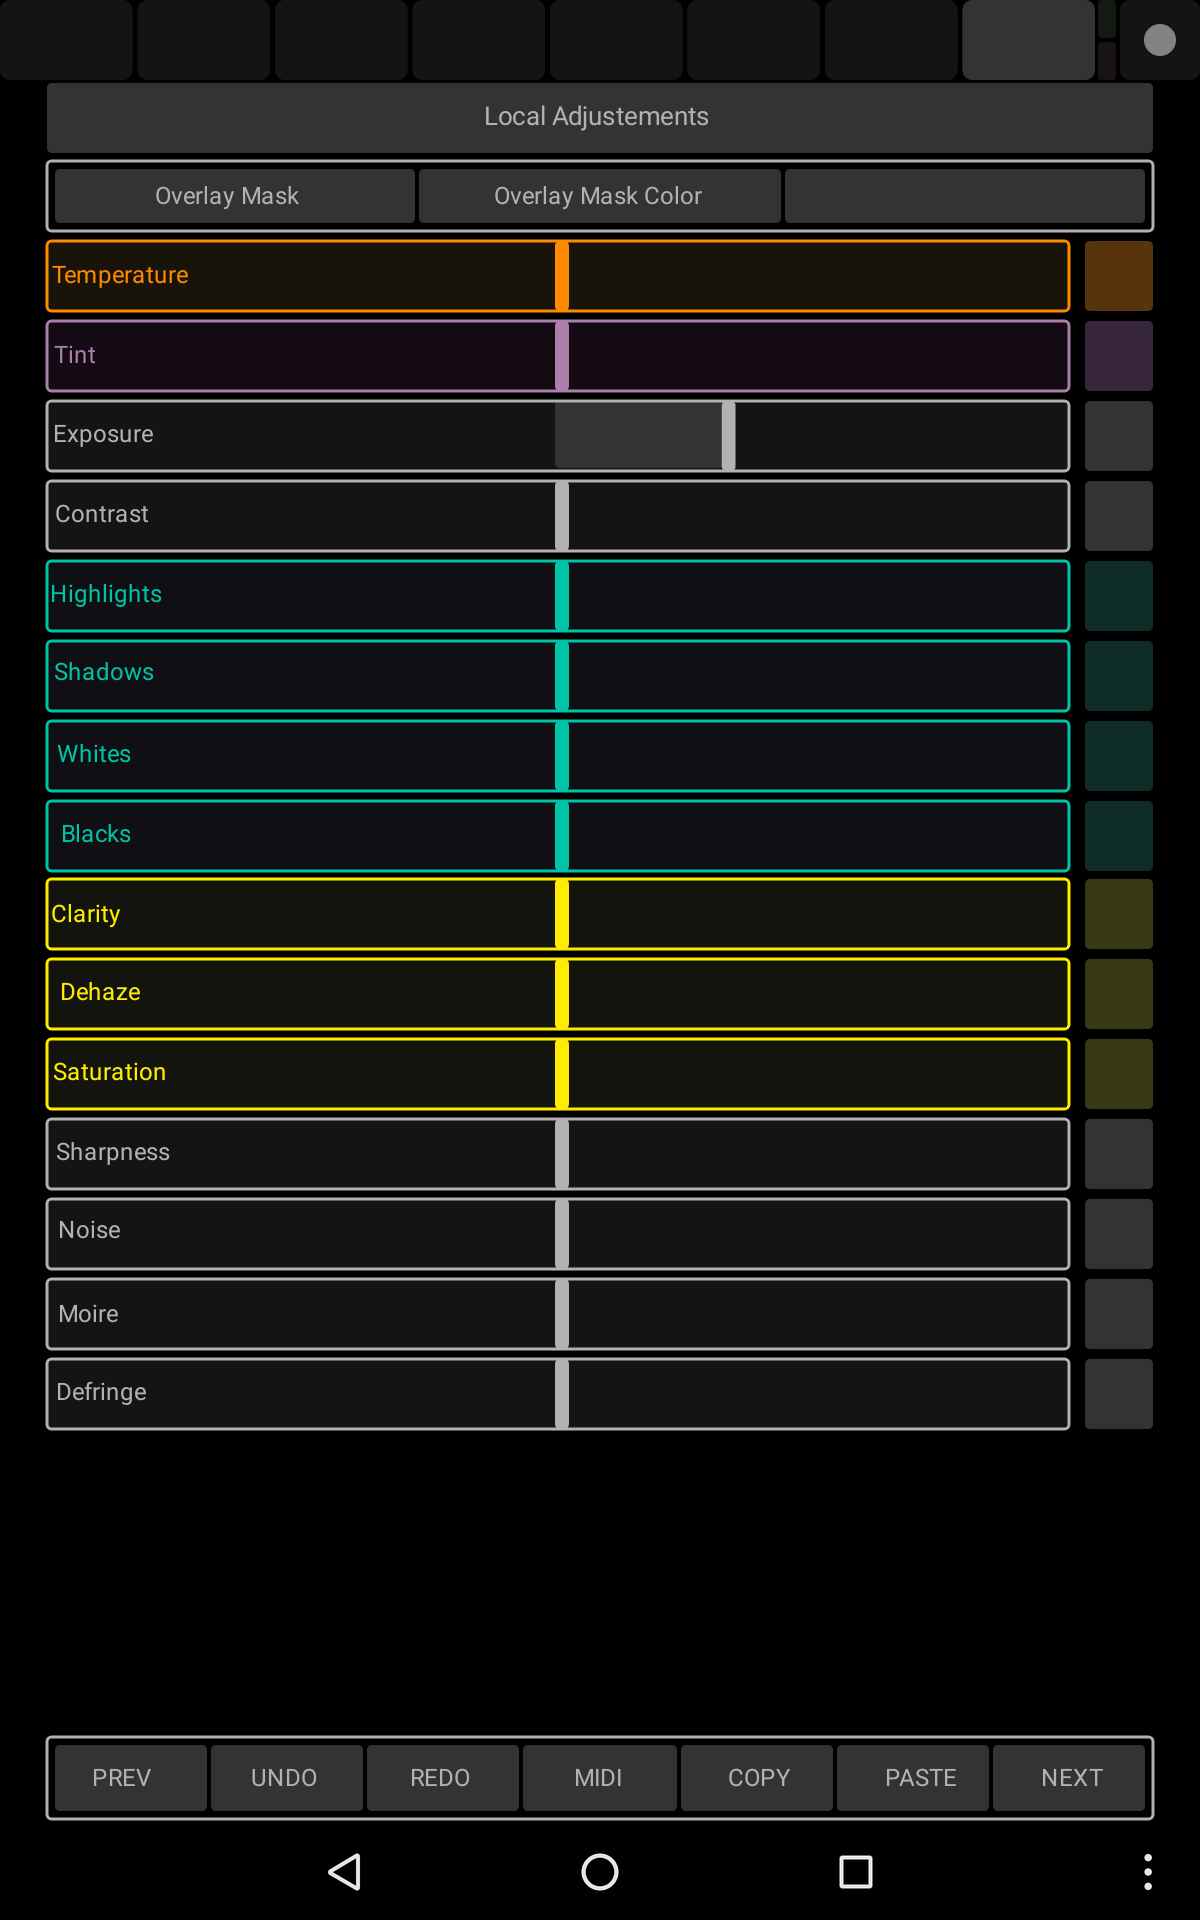 Local Adjustements
Overlay Mask
Overlay Mask Color
Temperature
Tint
Exposure
Contrast
Highlights
Shadows
Whites
Blacks
Clarity
Dehaze
Saturation
Sharpness
Noise
Moire
Defringe
PREV
UNDO
REDO
MIDI
COPY
PASTE
NEXT